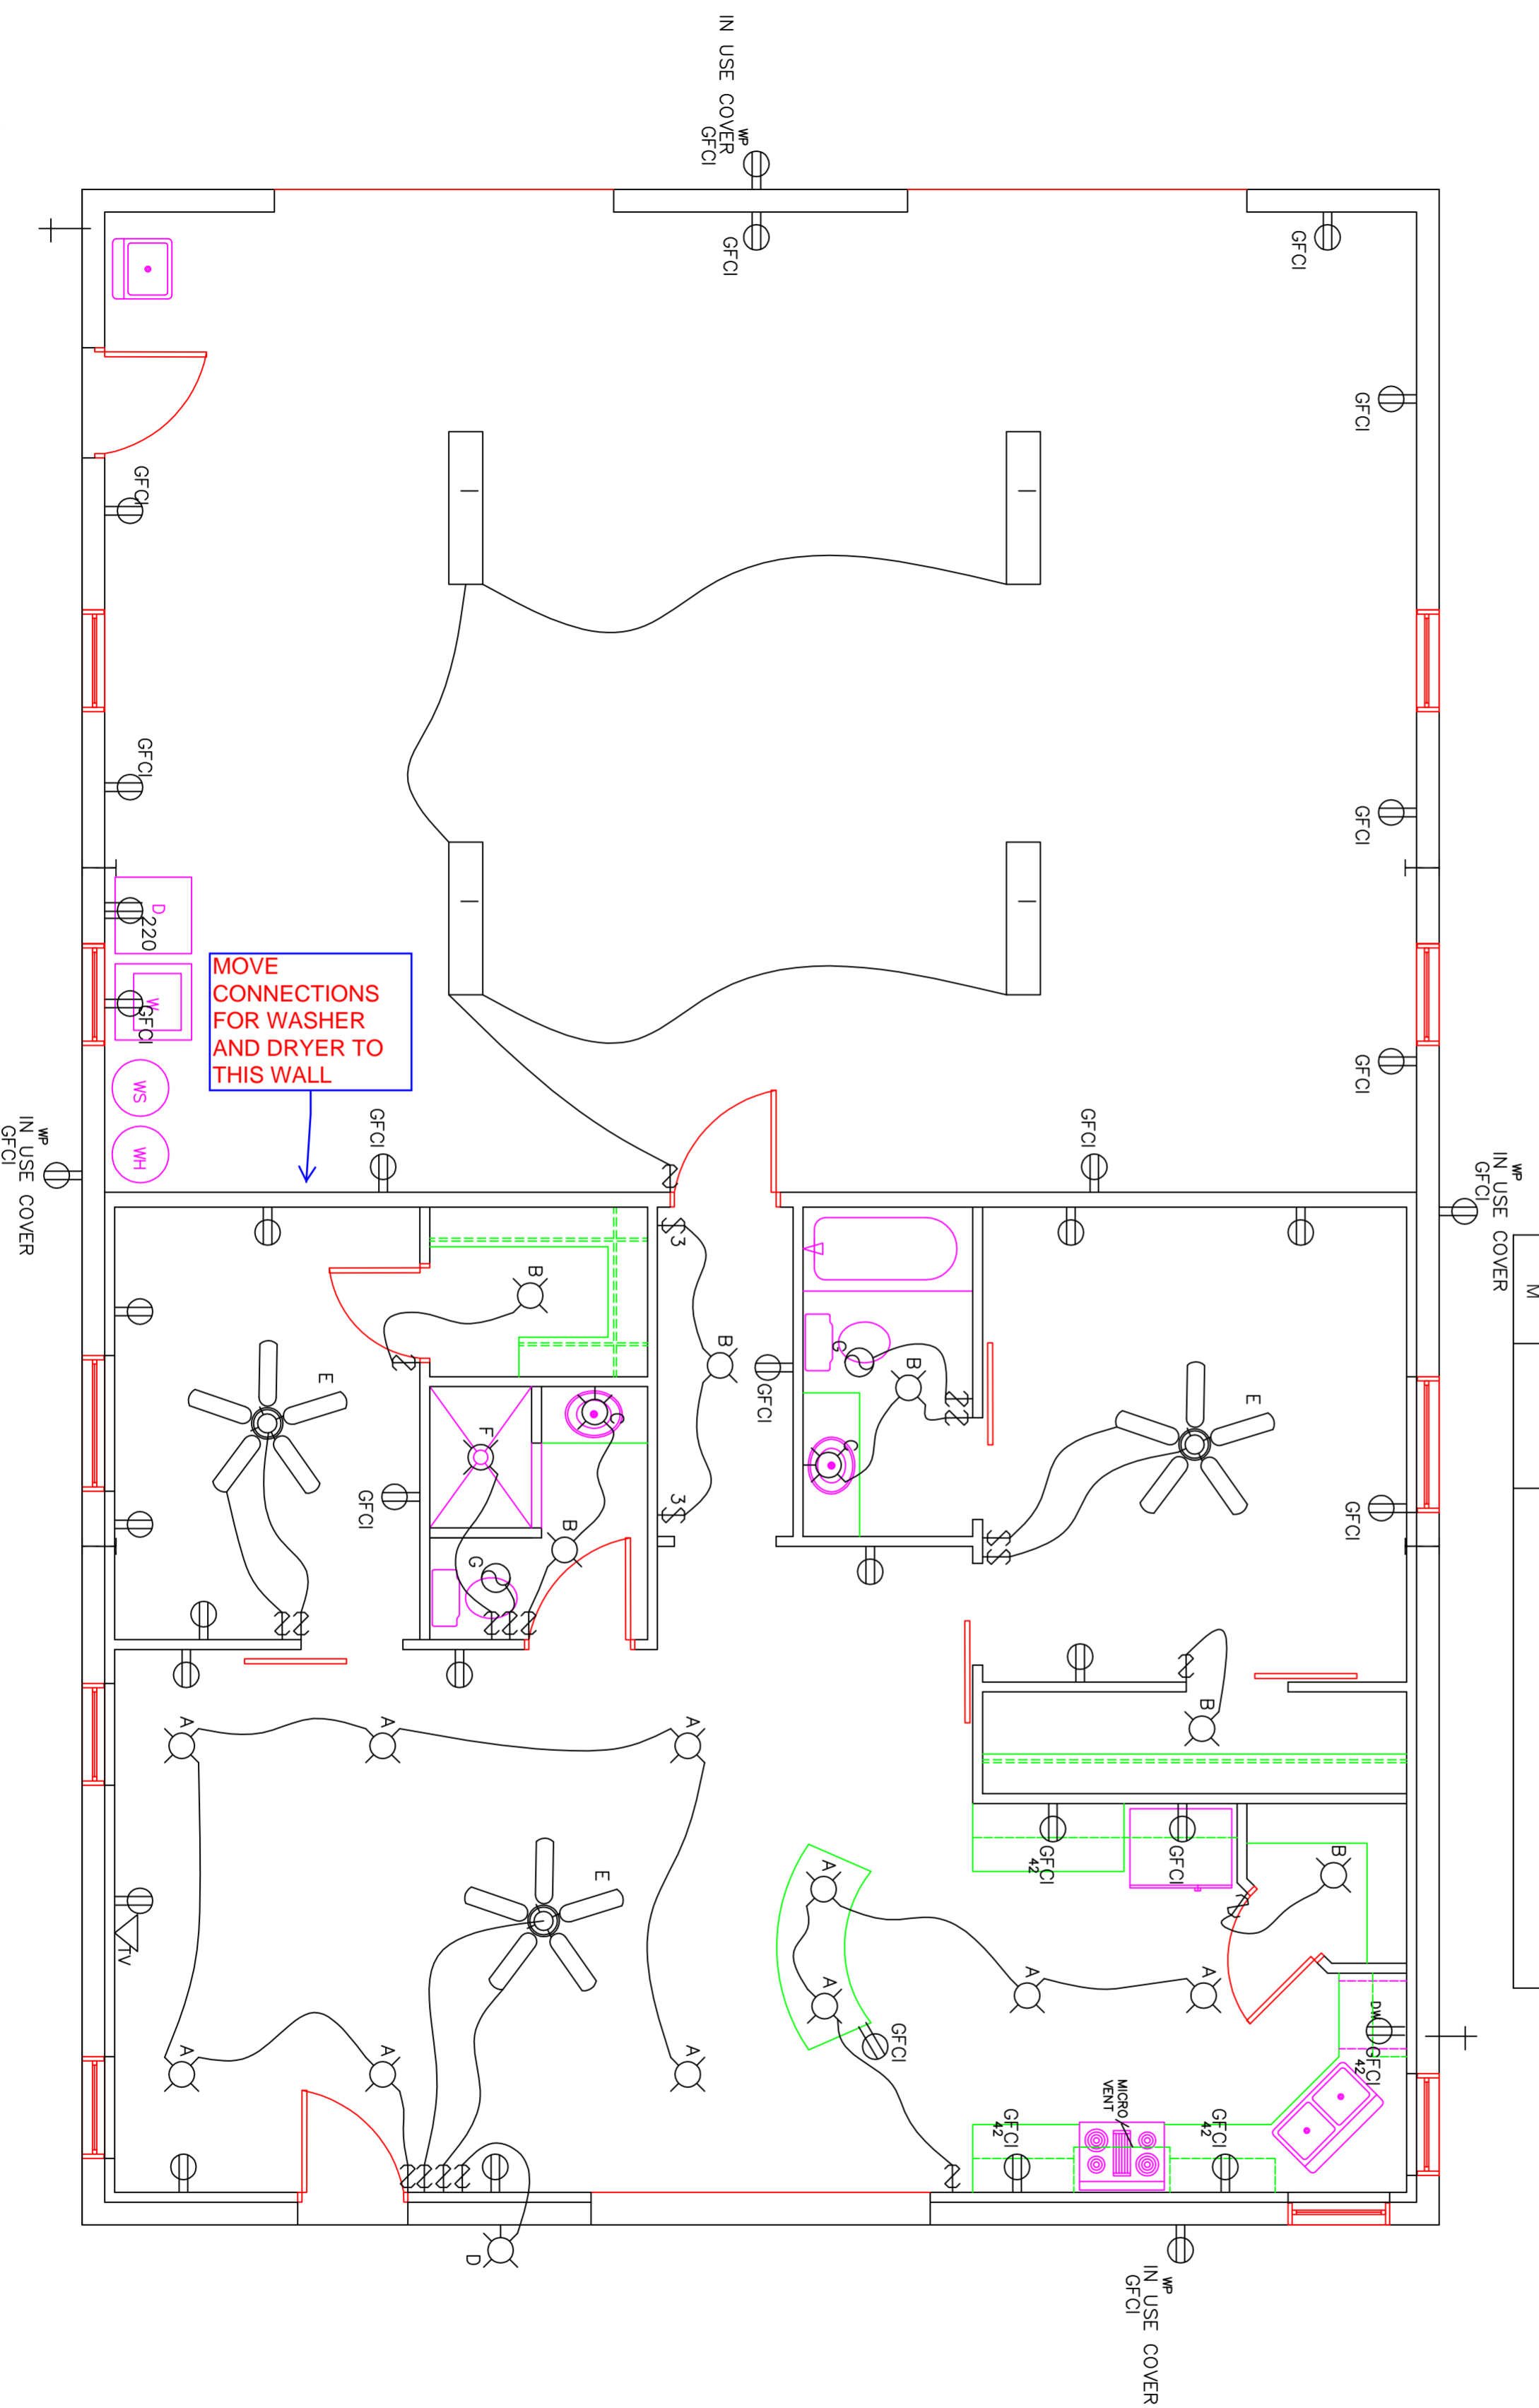 IN USE COVER
WP
GFCI
GFCI
GFCI
GFCI
GFCI
I
I
GFCI
GFCI
I
I
D
220
W
GFCI
MOVE
CONNECTIONS
FOR WASHER
AND DRYER TO
THIS WALL
WS
WH
GFCI
GFCI
GFCI
WP
IN USE COVER
GFCI
WP
IN USE COVER
GFCI
M
3
B
B
G
B
GFCI
E
E
C
C
F
GFCI
3
GFCI
B
G
B
A
A
A
E
A
GFCI
42
GFCI
B
TV
A
A
A
GFCI
DW
GFCI
42
A
A
A
MICRO
VENT
GFCI
42
GFCI
42
D
WP
IN USE COVER
GFCI